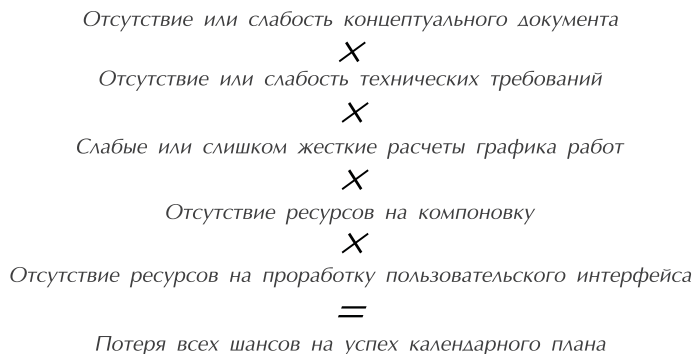 Отсутствие или слабость концептуального документа
×
Отсутствие или слабость технических требований
×
Слабые или слишком жесткие расчеты графика работ
×
Отсутствие ресурсов на компоновку
×
Отсутствие ресурсов на проработку пользовательского интерфейса
=
Потеря всех шансов на успех календарного плана